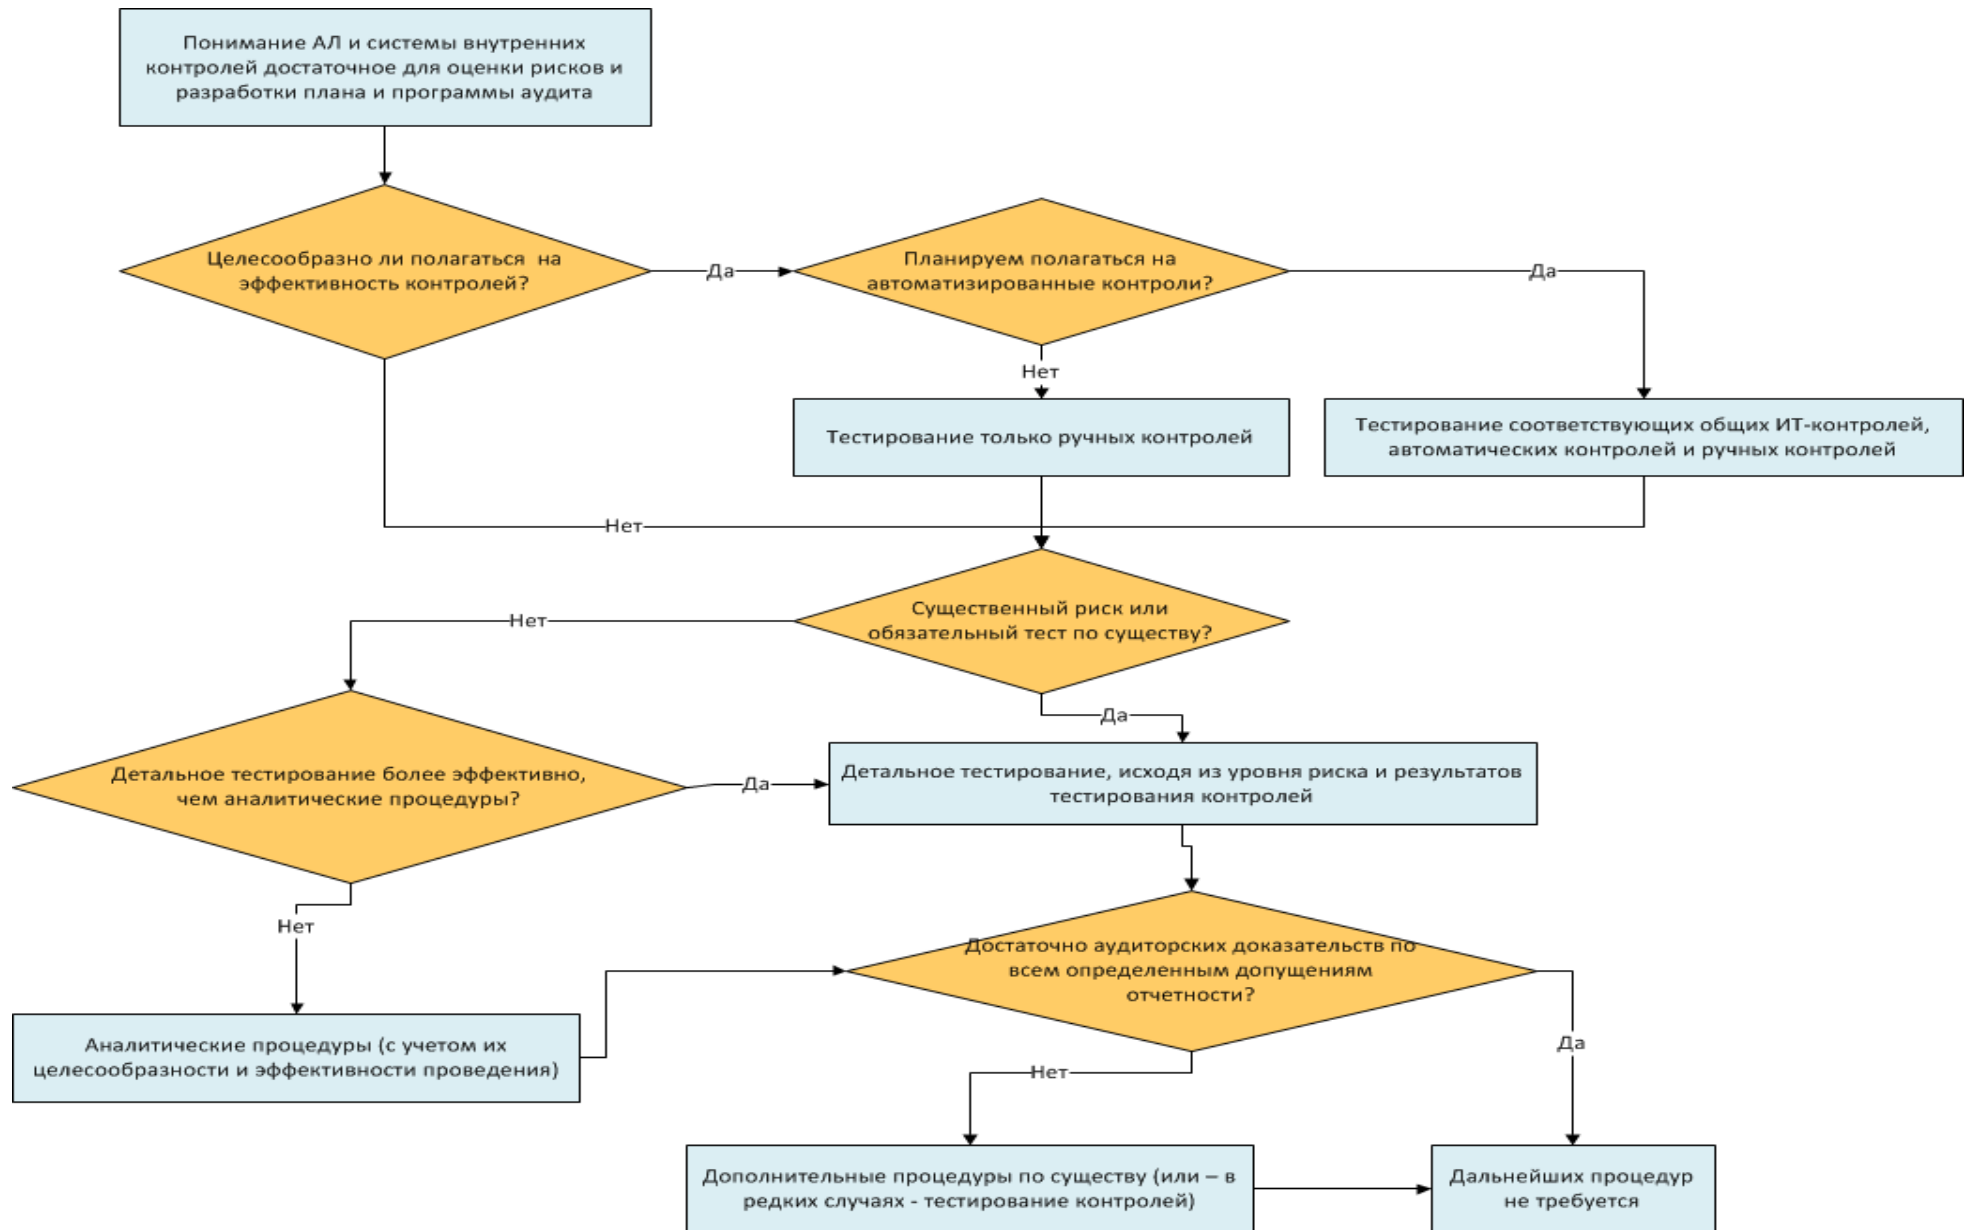 Понимание АЛ и системы внутренних
контролей достаточное для оценки рисков и
разработки плана и программы аудита
Целесообразно ли полагаться на
эффективность контролей?
Да
Планируем полагаться на
автоматизированные контроли?
Да
Нет
Тестирование только ручных контролей
Тестирование соответствующих общих ИТ-контролей,
автоматических контролей и ручных контролей
Нет
Существенный риск или
обязательный тест по существу?
Нет
Да
Детальное тестирование более эффективно,
чем аналитические процедуры?
Да
Детальное тестирование, исходя из уровня риска и результатов
тестирования контролей
Нет
Достаточно аудиторских доказательств по
всем определенным допущениям
отчетности?
Аналитические процедуры (с учетом их
целесообразности и эффективности проведения)
Нет
Да
Дополнительные процедуры по существу (или – в
редких случаях - тестирование контролей)
Дальнейших процедур
не требуется